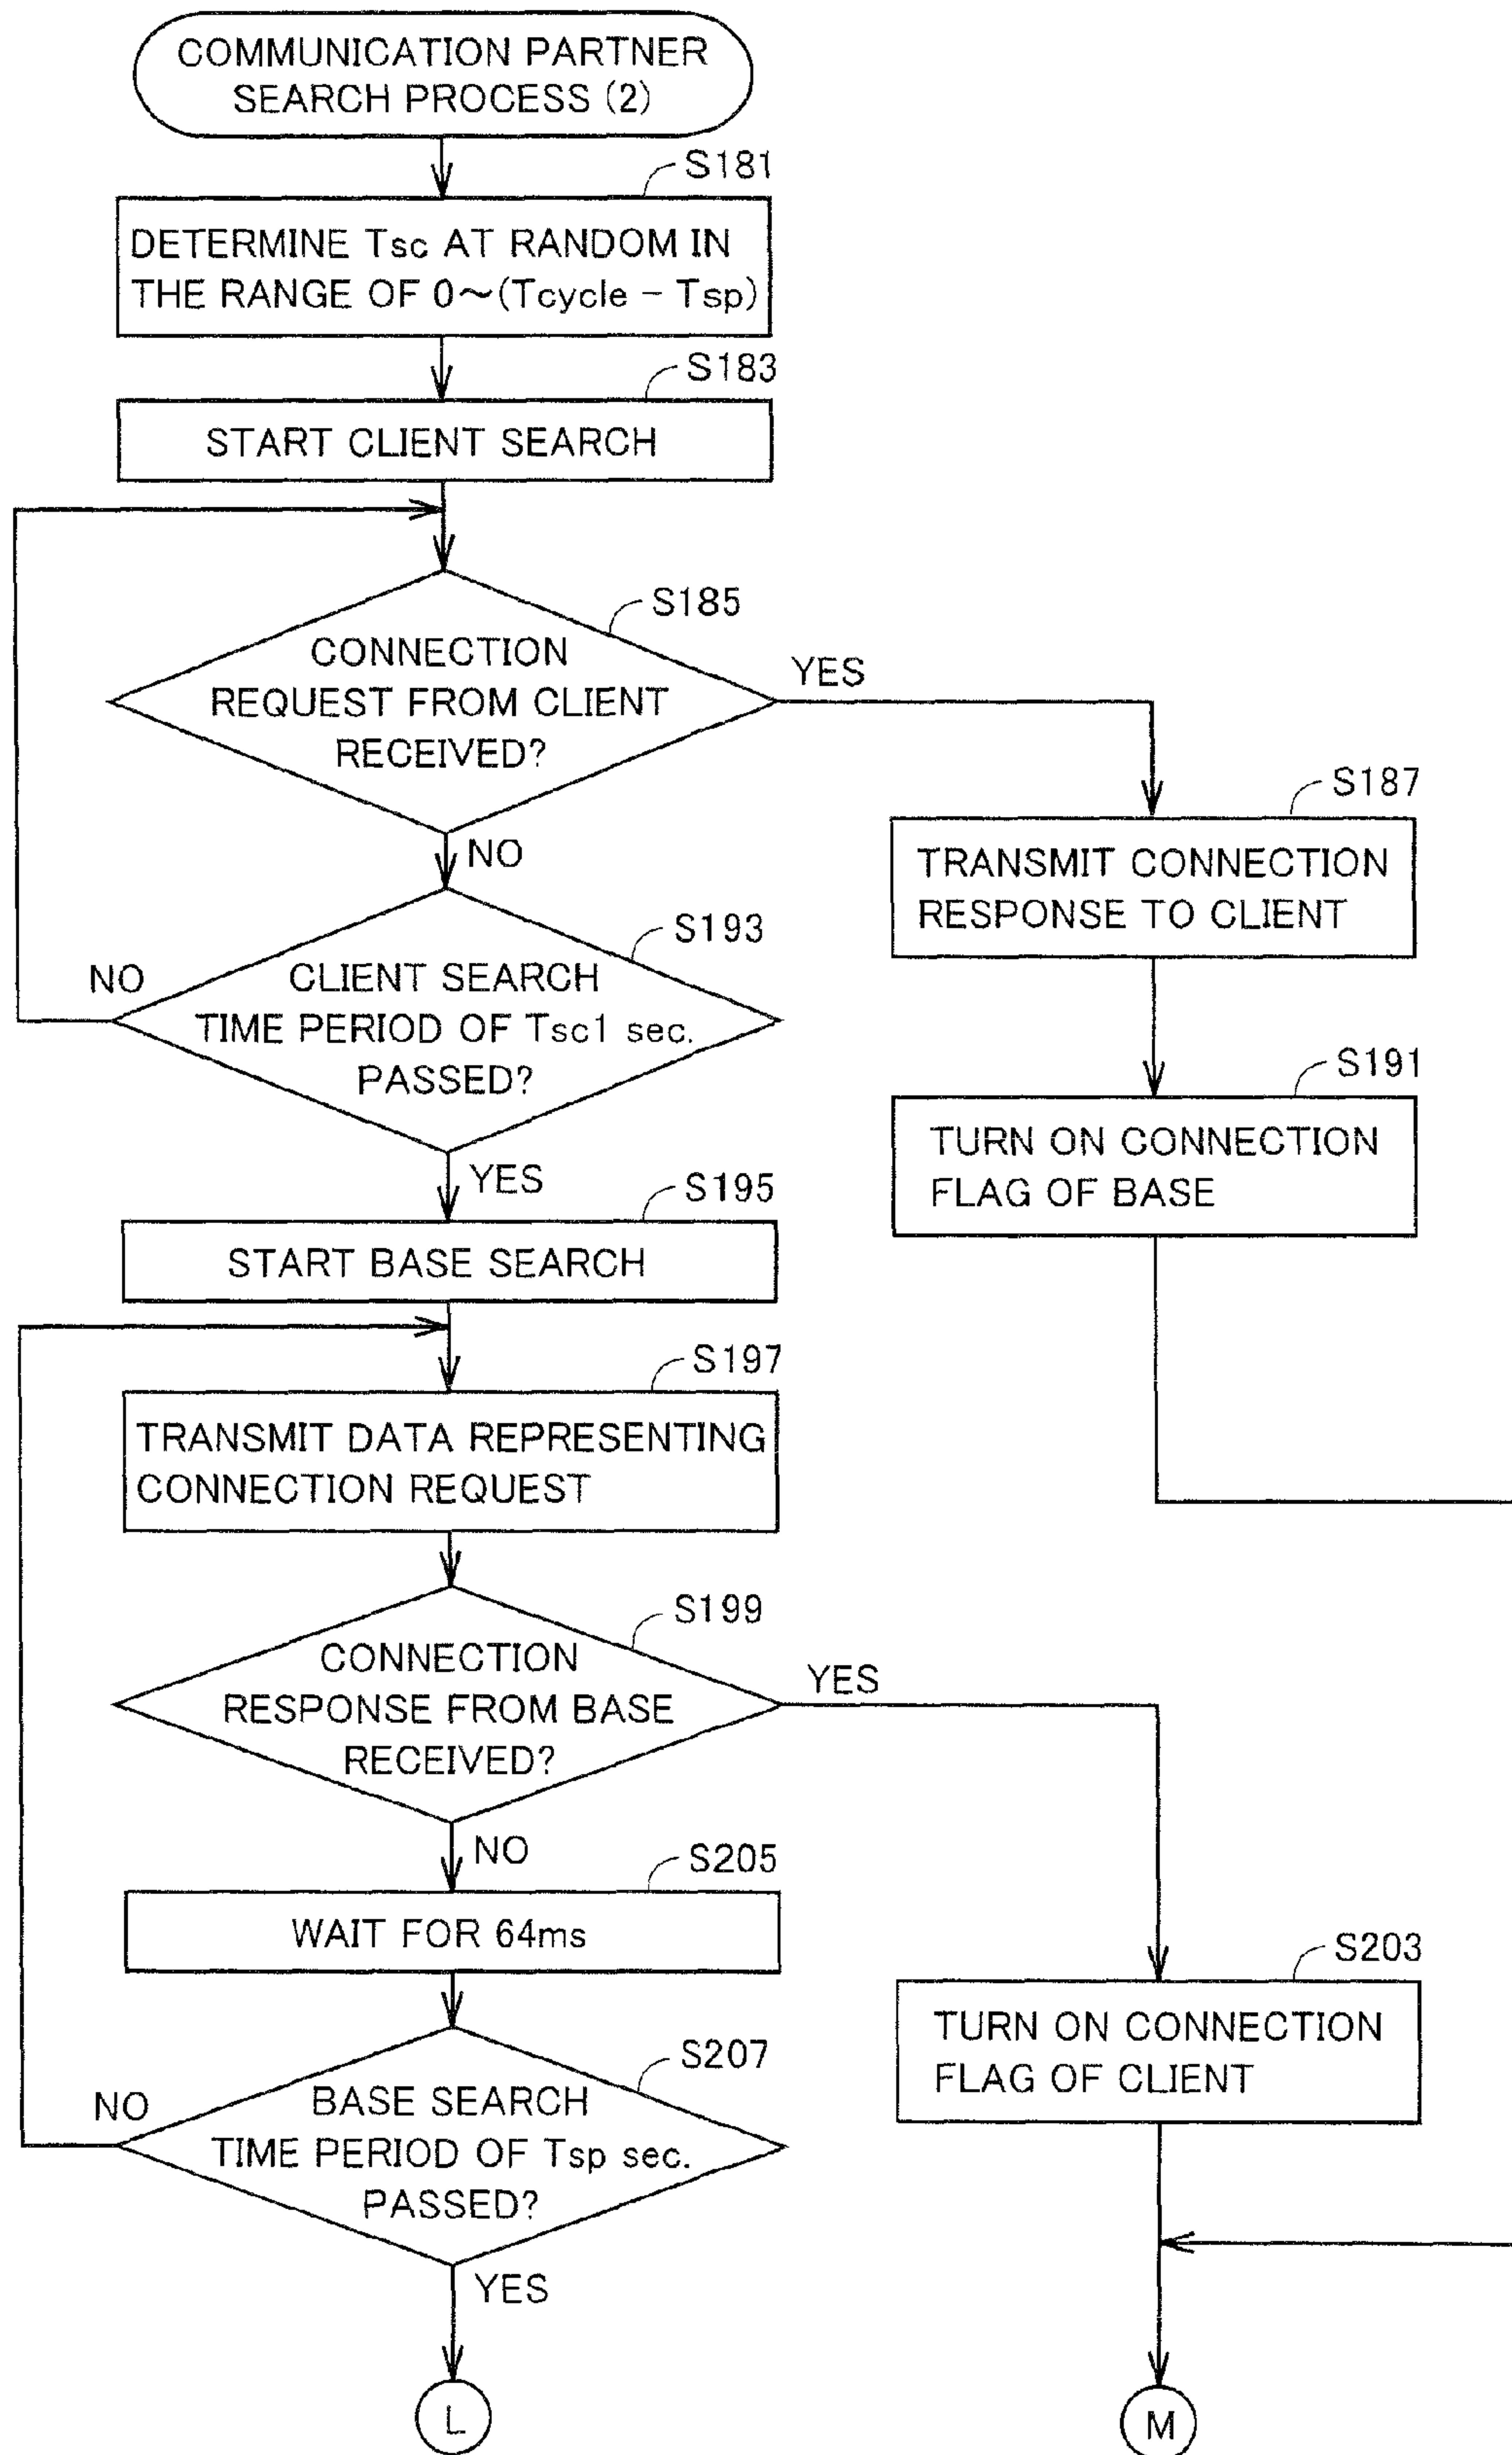 COMMUNICATION PARTNER
SEARCH PROCESS (2)
S181
DETERMINE Tsc AT RANDOM IN
THE RANGE OF 0~(Tcycle - Tsp)
S183
START CLIENT SEARCH
S185
CONNECTION
REQUEST FROM CLIENT
RECEIVED?
YES
NO
S187
TRANSMIT CONNECTION
RESPONSE TO CLIENT
S193
CLIENT SEARCH
TIME PERIOD OF Tsc1 sec.
PASSED?
NO
YES
S191
TURN ON CONNECTION
FLAG OF BASE
S195
START BASE SEARCH
S197
TRANSMIT DATA REPRESENTING
CONNECTION REQUEST
S199
CONNECTION
RESPONSE FROM BASE
RECEIVED?
YES
NO
S205
WAIT FOR 64ms
S203
TURN ON CONNECTION
FLAG OF CLIENT
S207
BASE SEARCH
TIME PERIOD OF Tsp sec.
PASSED?
NO
YES
L
M